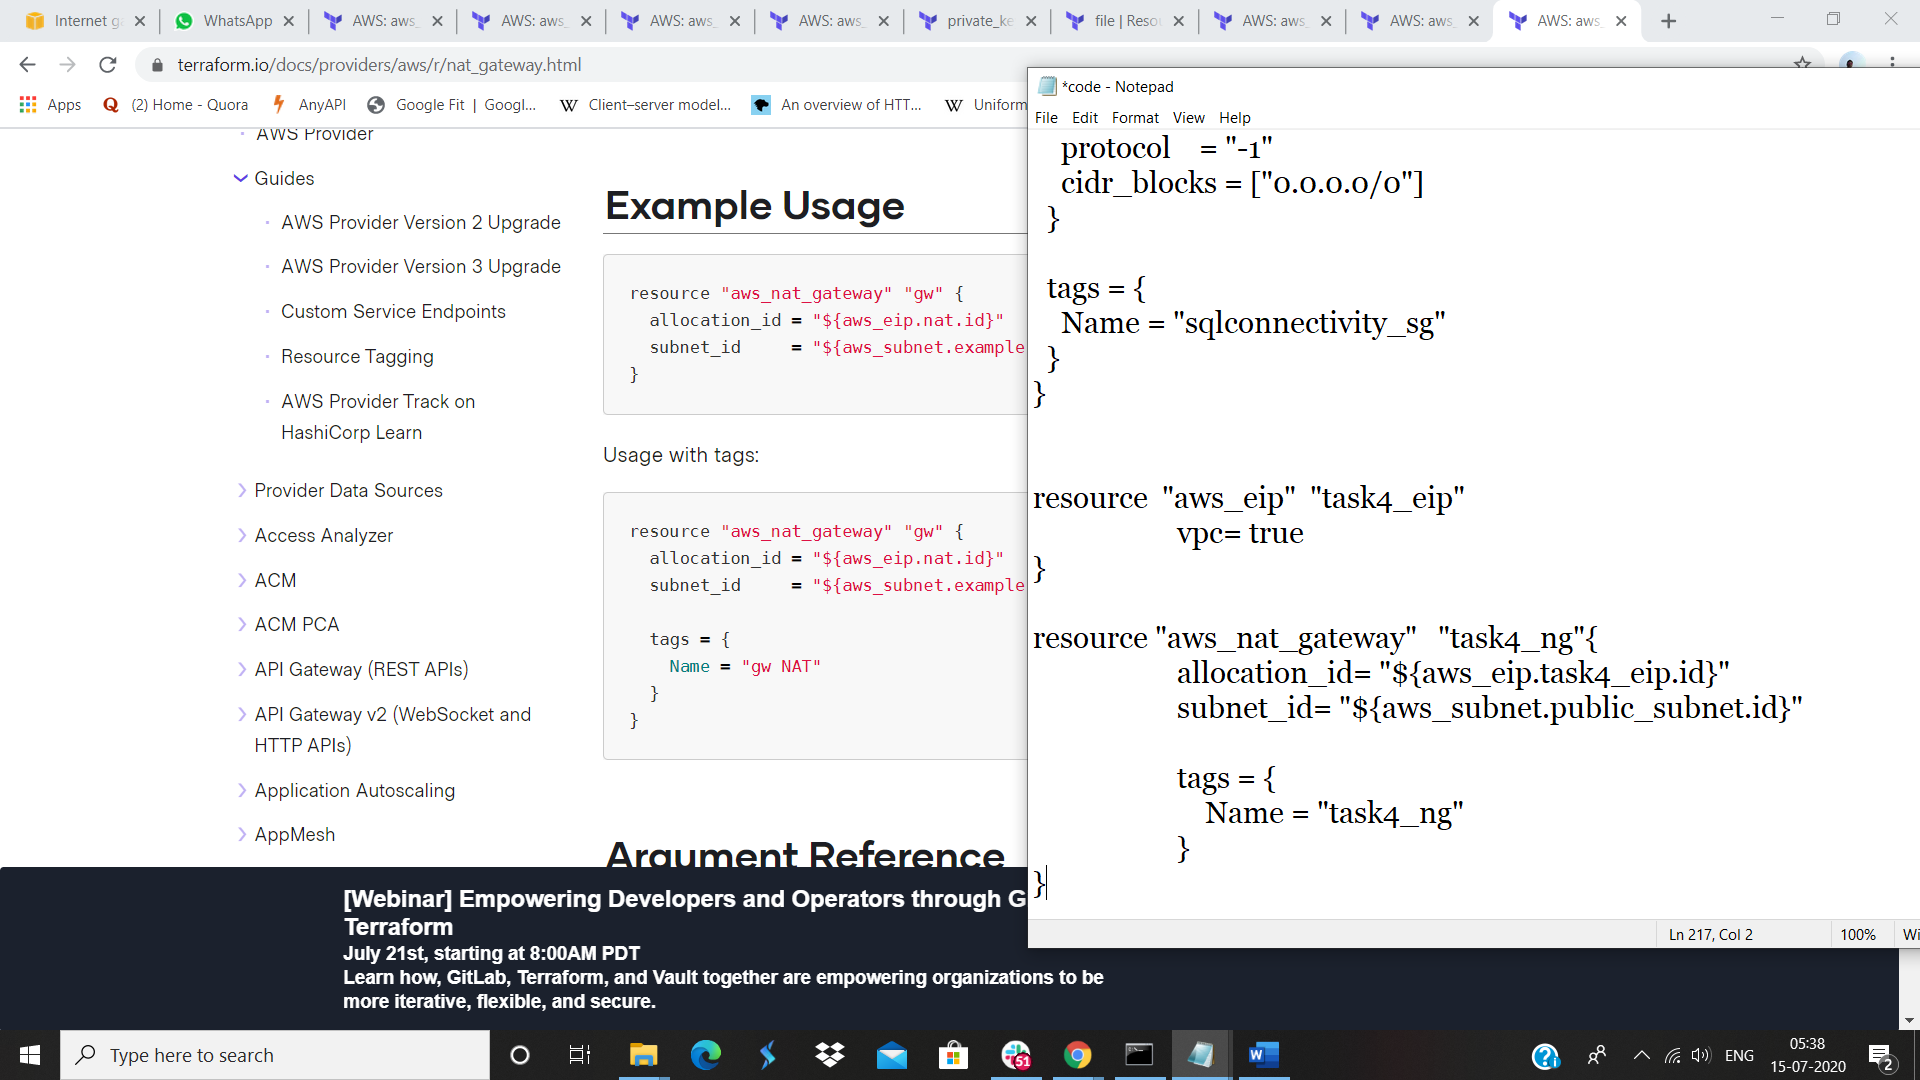 Internet g
WhatsApp
AWS: aws_
AWS: aws_
AWS: aws_
AWS: aws_
private_ke
file | Reso
AWS: aws_
AWS: aws_
AWS: aws_
terraform.io/docs/providers/aws/r/nat_gateway.html
Apps
(2) Home - Quora
AnyAPI
Google Fit | Googl...
Client–server model...
An overview of HTT...
Uniform
AWS Provider
Guides
AWS Provider Version 2 Upgrade
AWS Provider Version 3 Upgrade
Custom Service Endpoints
Resource Tagging
AWS Provider Track on
HashiCorp Learn
Provider Data Sources
Access Analyzer
ACM
ACM PCA
API Gateway (REST APIs)
API Gateway v2 (WebSocket and
HTTP APIs)
Application Autoscaling
AppMesh
Example Usage
resource "aws_nat_gateway" "gw" {
allocation_id = "${aws_eip.nat.id}"
subnet_id = "${aws_subnet.example
}
Usage with tags:
resource "aws_nat_gateway" "gw" {
allocation_id = "${aws_eip.nat.id}"
subnet_id = "${aws_subnet.example
tags = {
Name = "gw NAT"
}
}
Argument Reference
*code - Notepad
File Edit Format View Help
protocol = "-1"
cidr_blocks = ["0.0.0.0/0"]
}
tags = {
Name = "sqlconnectivity_sg"
}
}
resource "aws_eip" "task4_eip"
vpc= true
}
resource "aws_nat_gateway" "task4_ng"{
allocation_id= "${aws_eip.task4_eip.id}"
subnet_id= "${aws_subnet.public_subnet.id}"
tags = {
Name = "task4_ng"
}
}
Ln 217, Col 2
100%
Wi
[Webinar] Empowering Developers and Operators through G
Terraform
July 21st, starting at 8:00AM PDT
Learn how, GitLab, Terraform, and Vault together are empowering organizations to be
more iterative, flexible, and secure.
Type here to search
51
ENG
05:38
15-07-2020
2